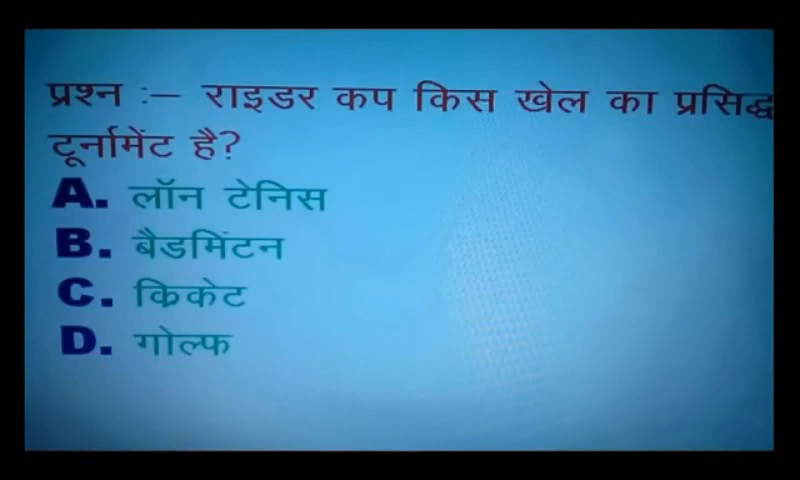 प्रश्न :– राइडर कप किस खेल का प्रसिद्ध
टूर्नामेंट है?
A. लॉन टेनिस
B. बैडमिंटन
C. क्रिकेट
D. गोल्फ